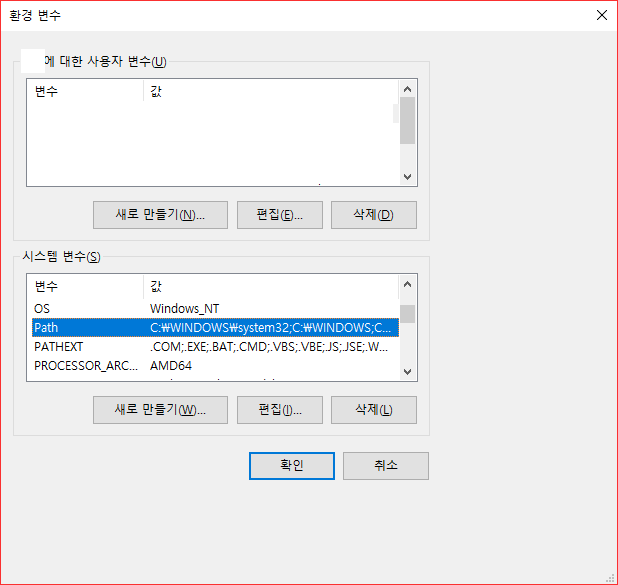 환경 변수
에 대한 사용자 변수(U)
변수 값
새로 만들기(N)... 편집(E)... 삭제(D)
시스템 변수(S)
변수 값
OS Windows_NT
Path C:₩WINDOWS₩system32;C:₩WINDOWS;C...
PATHEXT .COM;.EXE;.BAT;.CMD;.VBS;.VBE;.JS;.JSE;.W...
PROCESSOR_ARC... AMD64
새로 만들기(W)... 편집(I)... 삭제(L)
확인 취소